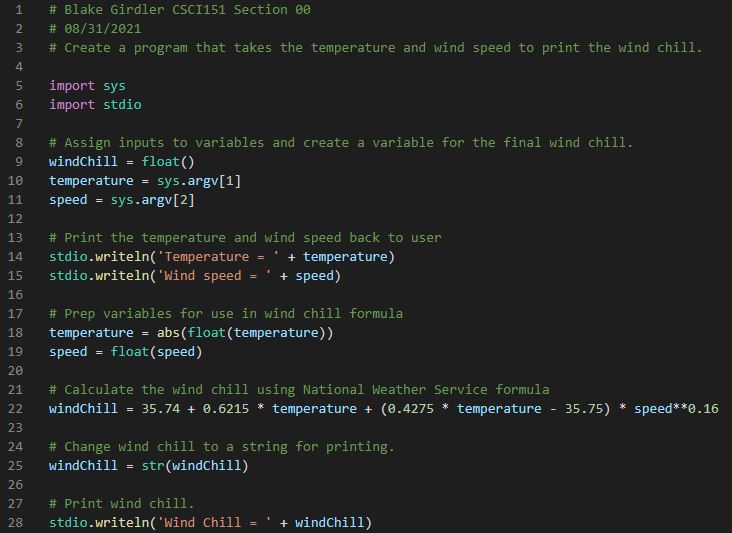 1 # Blake Girdler CSCI151 Section 00
2 # 08/31/2021
3 # Create a program that takes the temperature and wind speed to print the wind chill.
4
5 import sys
6 import stdio
7
8 # Assign inputs to variables and create a variable for the final wind chill.
9 windChill = float()
10 temperature = sys.argv[1]
11 speed = sys.argv[2]
12
13 # Print the temperature and wind speed back to user
14 stdio.writeln('Temperature = ' + temperature)
15 stdio.writeln('Wind speed = ' + speed)
16
17 # Prep variables for use in wind chill formula
18 temperature = abs(float(temperature))
19 speed = float(speed)
20
21 # Calculate the wind chill using National Weather Service formula
22 windChill = 35.74 + 0.6215 * temperature + (0.4275 * temperature - 35.75) * speed**0.16
23
24 # Change wind chill to a string for printing.
25 windChill = str(windChill)
26
27 # Print wind chill.
28 stdio.writeln('Wind Chill = ' + windChill)